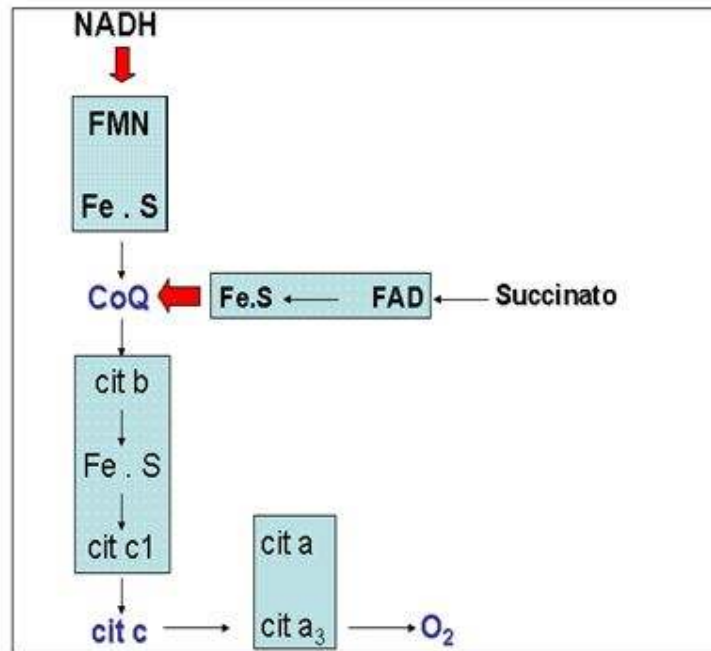 NADH
FMN
Fe . S
CoQ
Fe.S
FAD
Succinato
cit b
Fe . S
cit c1
cit a
cit c
cit a₃
O₂